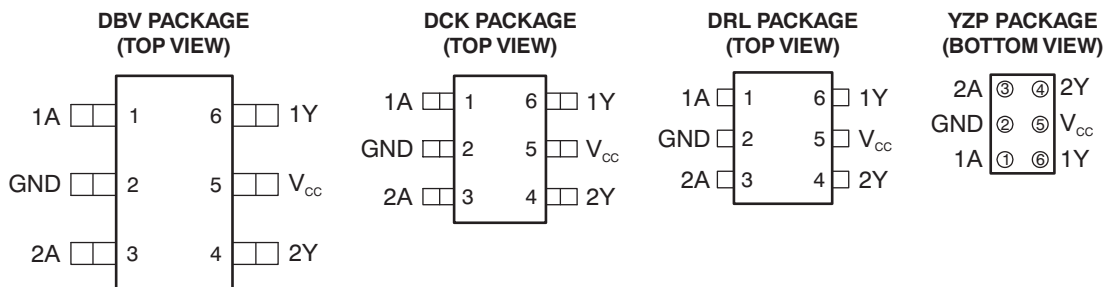 DBV PACKAGE
(TOP VIEW)
1A 1 6 1Y
GND 2 5 VCC
2A 3 4 2Y
DCK PACKAGE
(TOP VIEW)
1A 1 6 1Y
GND 2 5 VCC
2A 3 4 2Y
DRL PACKAGE
(TOP VIEW)
1A 1 6 1Y
GND 2 5 VCC
2A 3 4 2Y
YZP PACKAGE
(BOTTOM VIEW)
2A ③ ④ 2Y
GND ② ⑤ VCC
1A ① ⑥ 1Y